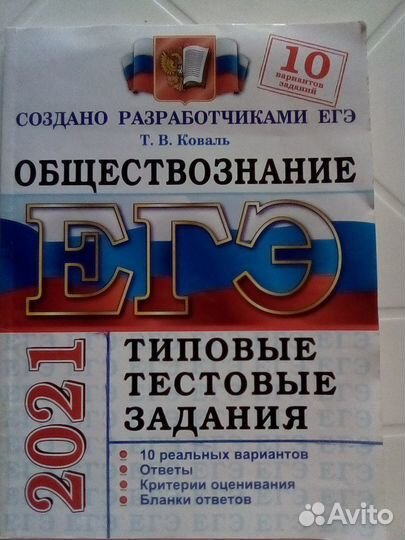 10
вариантов
заданий
СОЗДАНО РАЗРАБОТЧИКАМИ ЕГЭ
Т. В. Коваль
ОБЩЕСТВОЗНАНИЕ
ЕГЭ
2021
ТИПОВЫЕ
ТЕСТОВЫЕ
ЗАДАНИЯ
• 10 реальных вариантов
• Ответы
• Критерии оценивания
• Бланки ответов
Avito